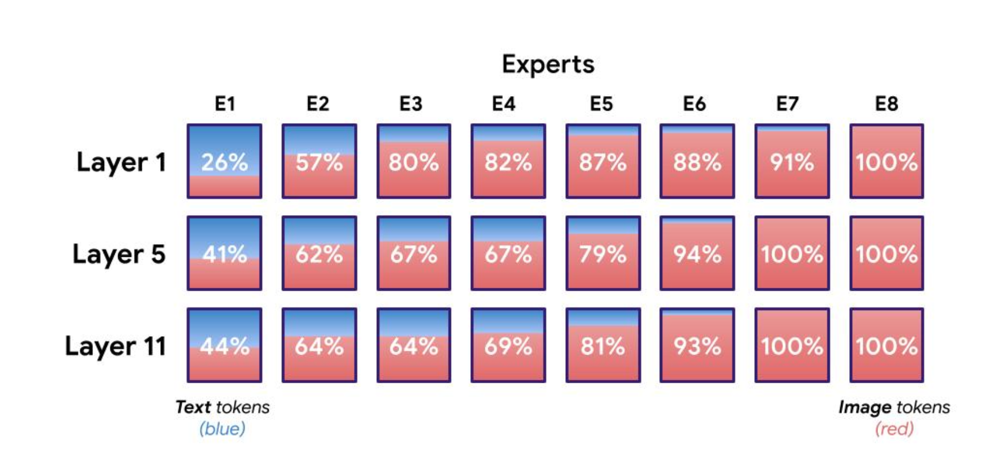 Experts
E1 E2 E3 E4 E5 E6 E7 E8
Layer 1 26% 57% 80% 82% 87% 88% 91% 100%
Layer 5 41% 62% 67% 67% 79% 94% 100% 100%
Layer 11 44% 64% 64% 69% 81% 93% 100% 100%
Text tokens Image tokens
(blue) (red)